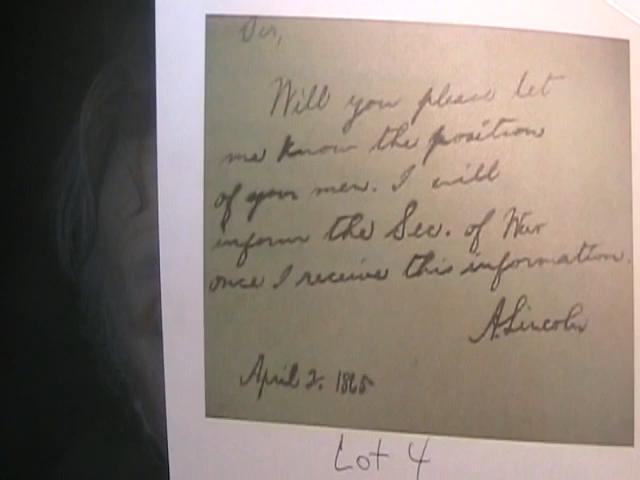 Sir,
Will you please let
me know the position
of your men. I will
inform the Sec. of War
once I receive this information.
A. Lincoln
April 2. 1865
Lot 4